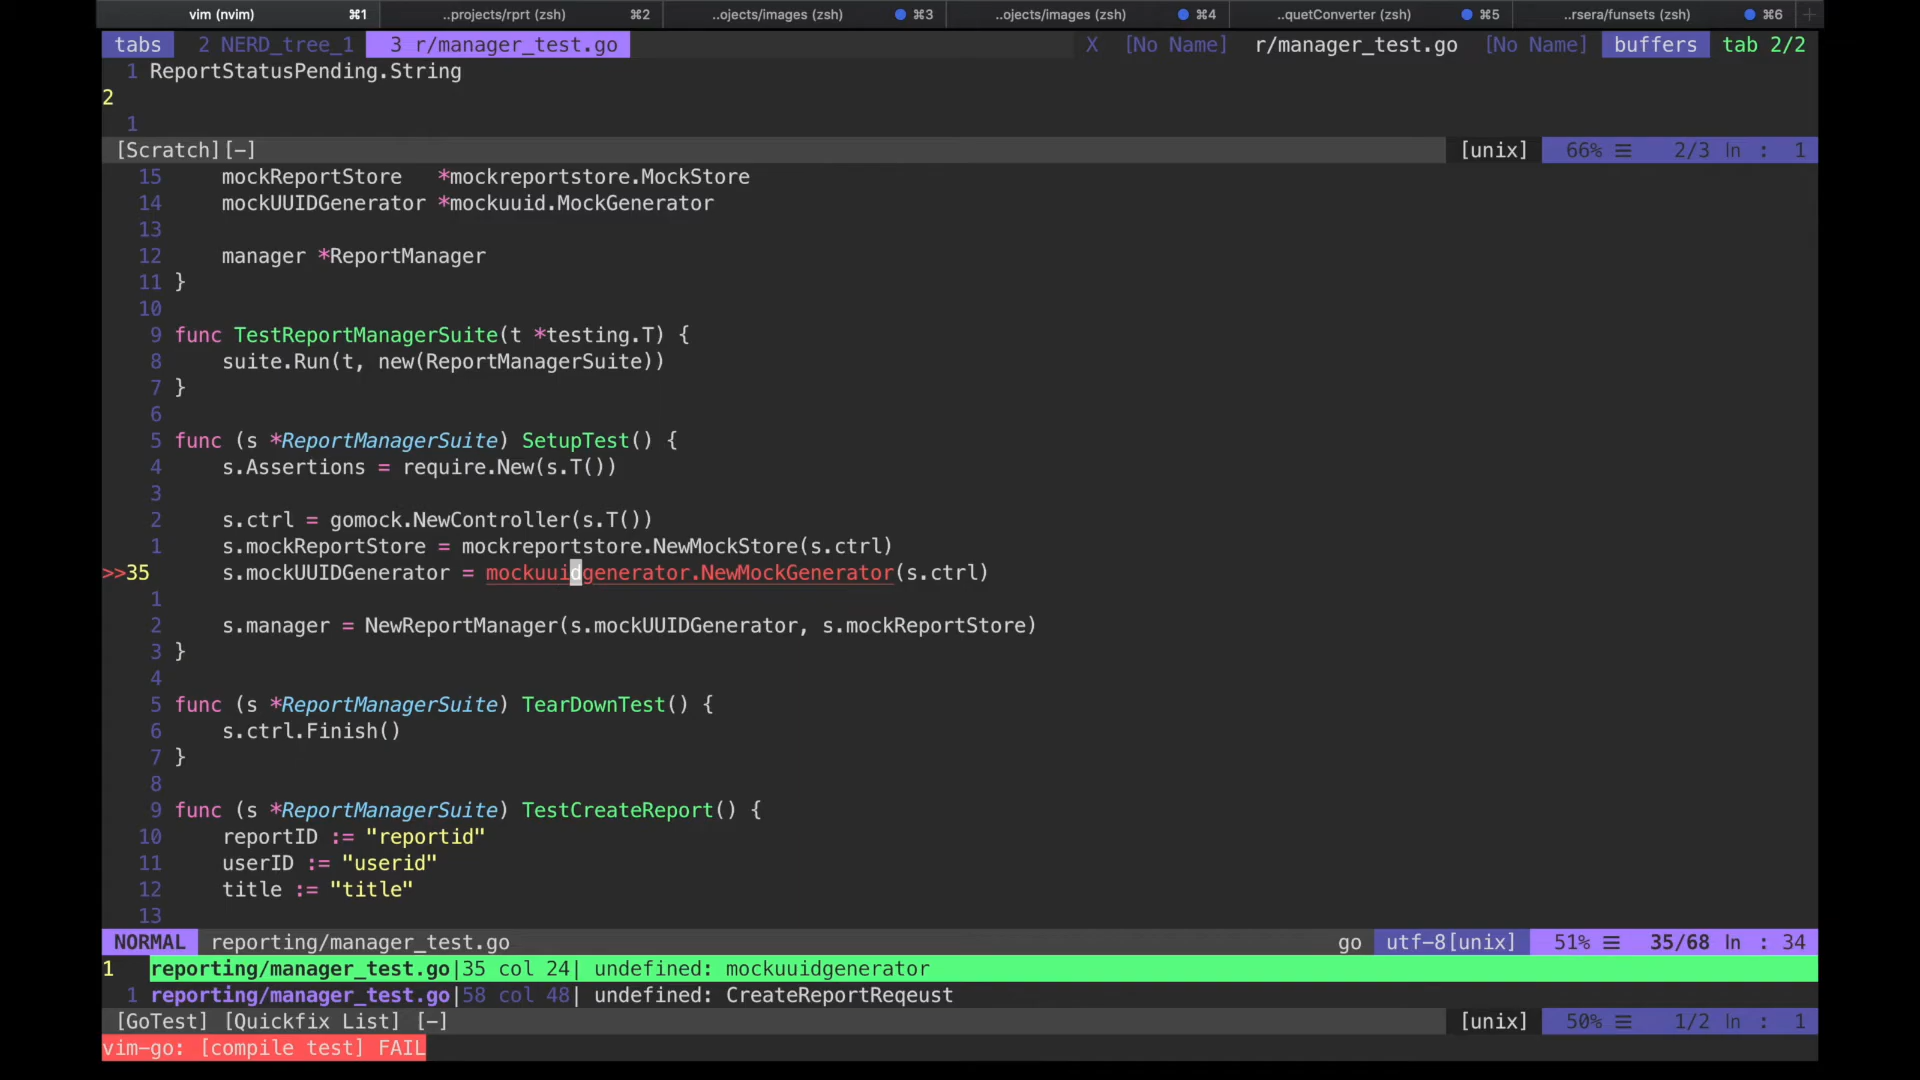 vim (nvim) ⌘1 ..projects/rprt (zsh) ⌘2 ..ojects/images (zsh) ⌘3 ..ojects/images (zsh) ⌘4 ..quetConverter (zsh) ⌘5 ..rsera/funsets (zsh) ⌘6 +
tabs 2 NERD_tree_1 3 r/manager_test.go X [No Name] r/manager_test.go [No Name] buffers tab 2/2
1 ReportStatusPending.String
2
1
[Scratch][-] [unix] 66% ☰ 2/3 ln : 1
15 mockReportStore *mockreportstore.MockStore
14 mockUUIDGenerator *mockuuid.MockGenerator
13
12 manager *ReportManager
11 }
10
9 func TestReportManagerSuite(t *testing.T) {
8 suite.Run(t, new(ReportManagerSuite))
7 }
6
5 func (s *ReportManagerSuite) SetupTest() {
4 s.Assertions = require.New(s.T())
3
2 s.ctrl = gomock.NewController(s.T())
1 s.mockReportStore = mockreportstore.NewMockStore(s.ctrl)
>>35 s.mockUUIDGenerator = mockuuidgenerator.NewMockGenerator(s.ctrl)
1
2 s.manager = NewReportManager(s.mockUUIDGenerator, s.mockReportStore)
3 }
4
5 func (s *ReportManagerSuite) TearDownTest() {
6 s.ctrl.Finish()
7 }
8
9 func (s *ReportManagerSuite) TestCreateReport() {
10 reportID := "reportid"
11 userID := "userid"
12 title := "title"
13
NORMAL reporting/manager_test.go go utf-8[unix] 51% ☰ 35/68 ln : 34
1 reporting/manager_test.go|35 col 24| undefined: mockuuidgenerator
1 reporting/manager_test.go|58 col 48| undefined: CreateReportReqeust
[GoTest] [Quickfix List] [-] [unix] 50% ☰ 1/2 ln : 1
vim-go: [compile test] FAIL